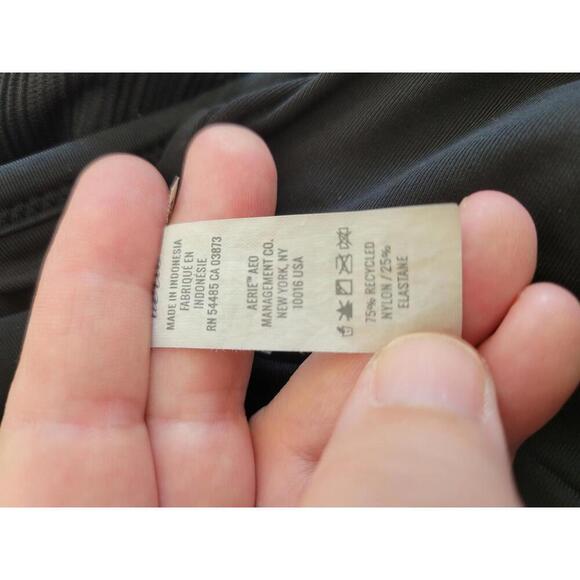 MADE IN INDONESIA
FABRIQUÉ EN
INDONÉSIE
RN 54485 CA 03873
AERIE™ AEO
MANAGEMENT CO.
NEW YORK, NY
10016 USA
75% RECYCLED
NYLON / 25%
ELASTANE